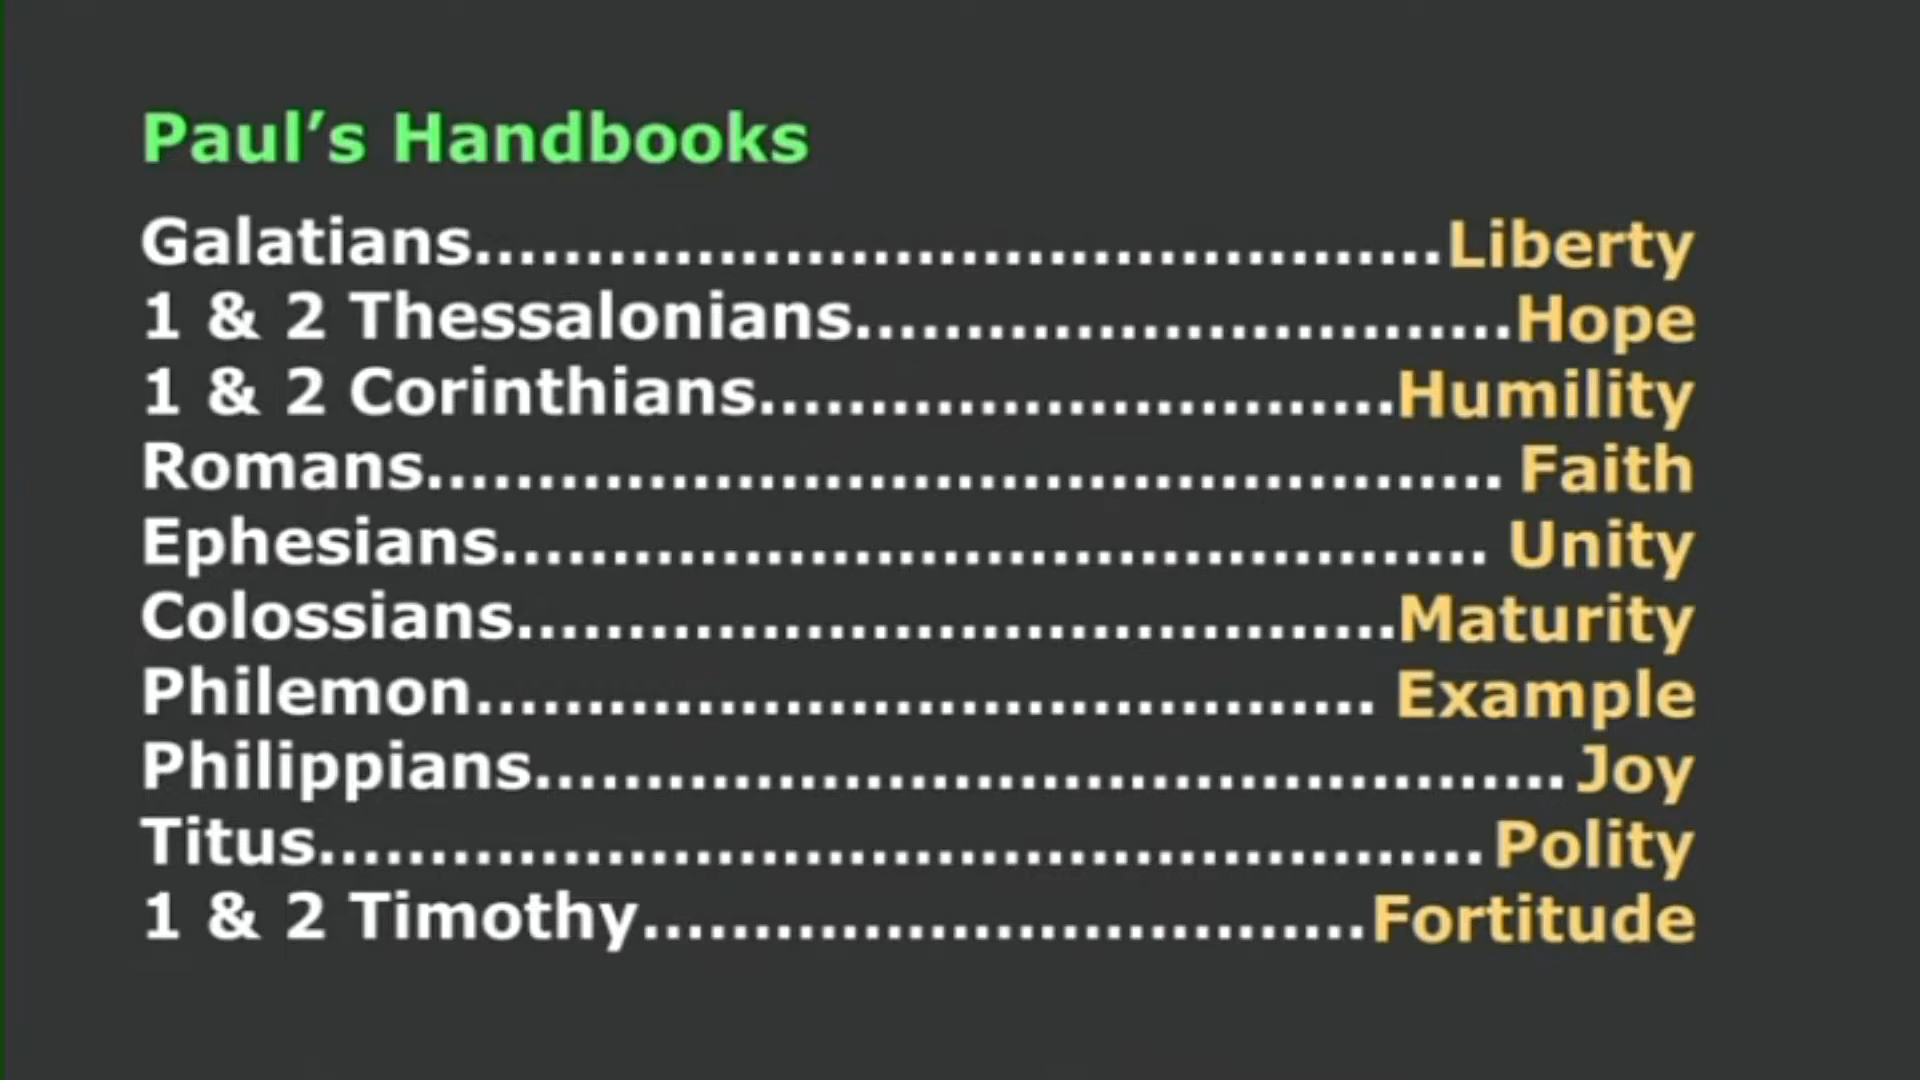 Paul’s Handbooks
Galatians...........................................Liberty
1 & 2 Thessalonians.............................Hope
1 & 2 Corinthians............................Humility
Romans................................................ Faith
Ephesians............................................ Unity
Colossians.......................................Maturity
Philemon........................................ Example
Philippians..............................................Joy
Titus....................................................Polity
1 & 2 Timothy................................Fortitude